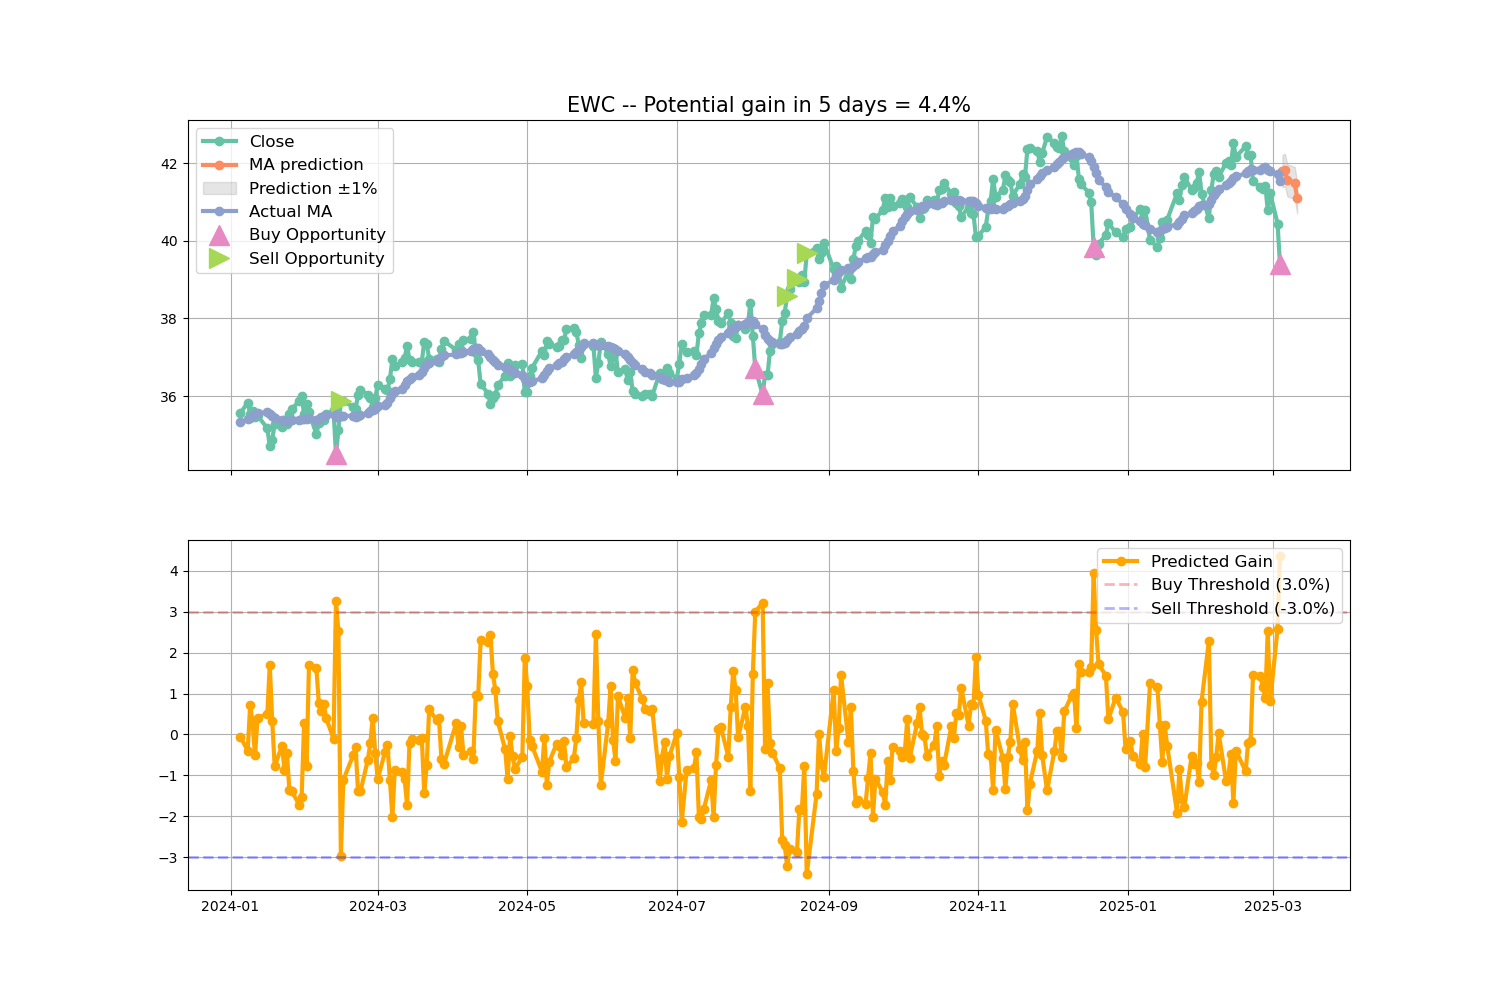 EWC -- Potential gain in 5 days = 4.4%
Close
MA prediction
Prediction ±1%
Actual MA
Buy Opportunity
Sell Opportunity
42
40
38
36
Predicted Gain
Buy Threshold (3.0%)
Sell Threshold (-3.0%)
4
3
2
1
0
−1
−2
−3
2024-01 2024-03 2024-05 2024-07 2024-09 2024-11 2025-01 2025-03